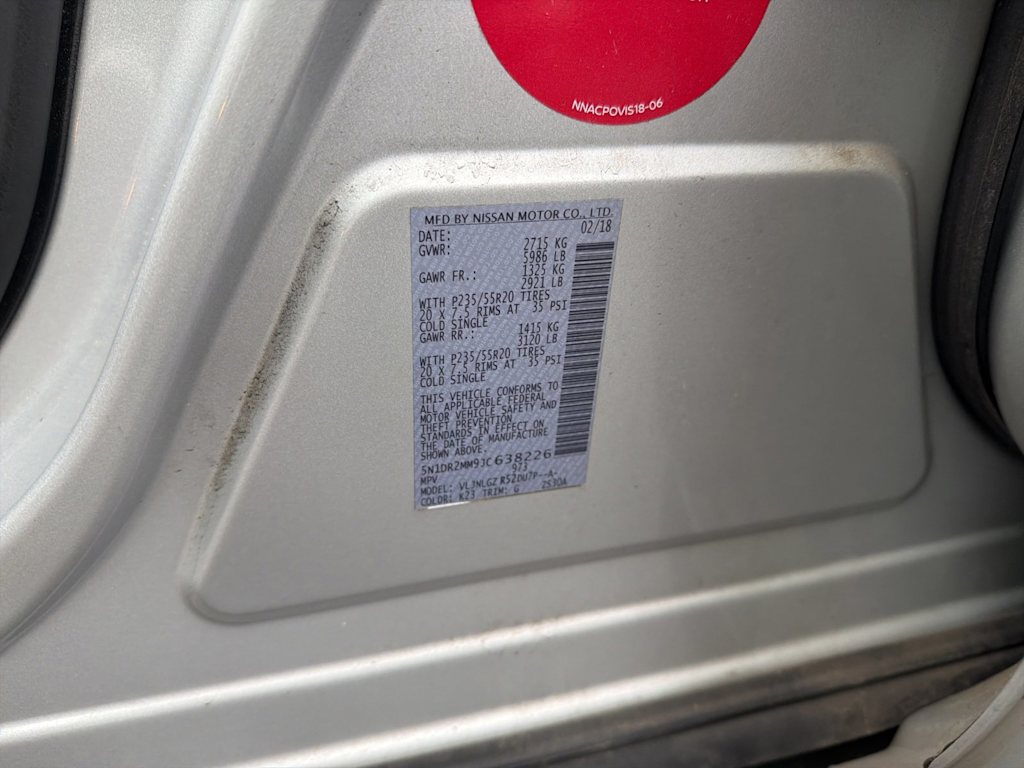 NNACPOVIS18-06
MFD BY NISSAN MOTOR CO., LTD.
DATE: 02/18
GVWR: 2715 KG
5986 LB
GAWR FR.: 1325 KG
2921 LB
WITH P235/55R20 TIRES
20 X 7.5 RIMS AT 35 PSI
COLD SINGLE
GAWR RR.: 1415 KG
3120 LB
WITH P235/55R20 TIRES
20 X 7.5 RIMS AT 35 PSI
COLD SINGLE
THIS VEHICLE CONFORMS TO
ALL APPLICABLE FEDERAL
MOTOR VEHICLE SAFETY AND
THEFT PREVENTION
STANDARDS IN EFFECT ON
THE DATE OF MANUFACTURE
SHOWN ABOVE.
5N1DR2MM9JC638226
MPV 973
MODEL: VL3NLGZ R52DU7P--A-
COLOR: K23 TRIM: G ZS30A